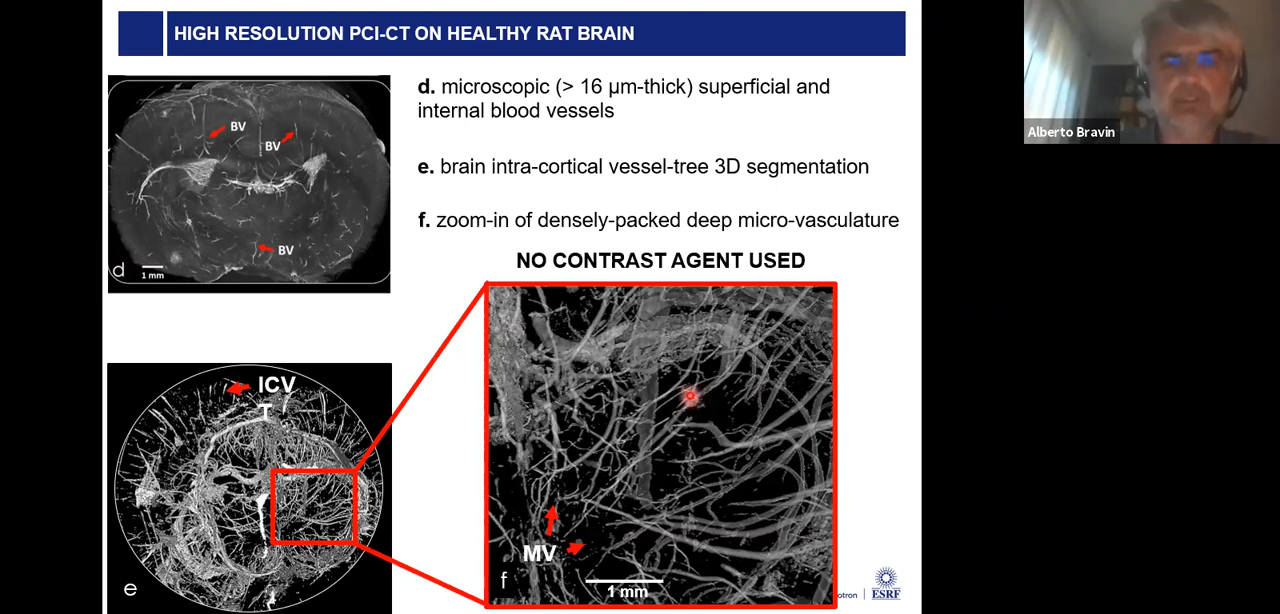 HIGH RESOLUTION PCI-CT ON HEALTHY RAT BRAIN
BV
BV
BV
d
1 mm
d. microscopic (> 16 µm-thick) superficial and
internal blood vessels
e. brain intra-cortical vessel-tree 3D segmentation
f. zoom-in of densely-packed deep micro-vasculature
NO CONTRAST AGENT USED
ICV
T
e
MV
f
1 mm
otron
ESRF
Alberto Bravin